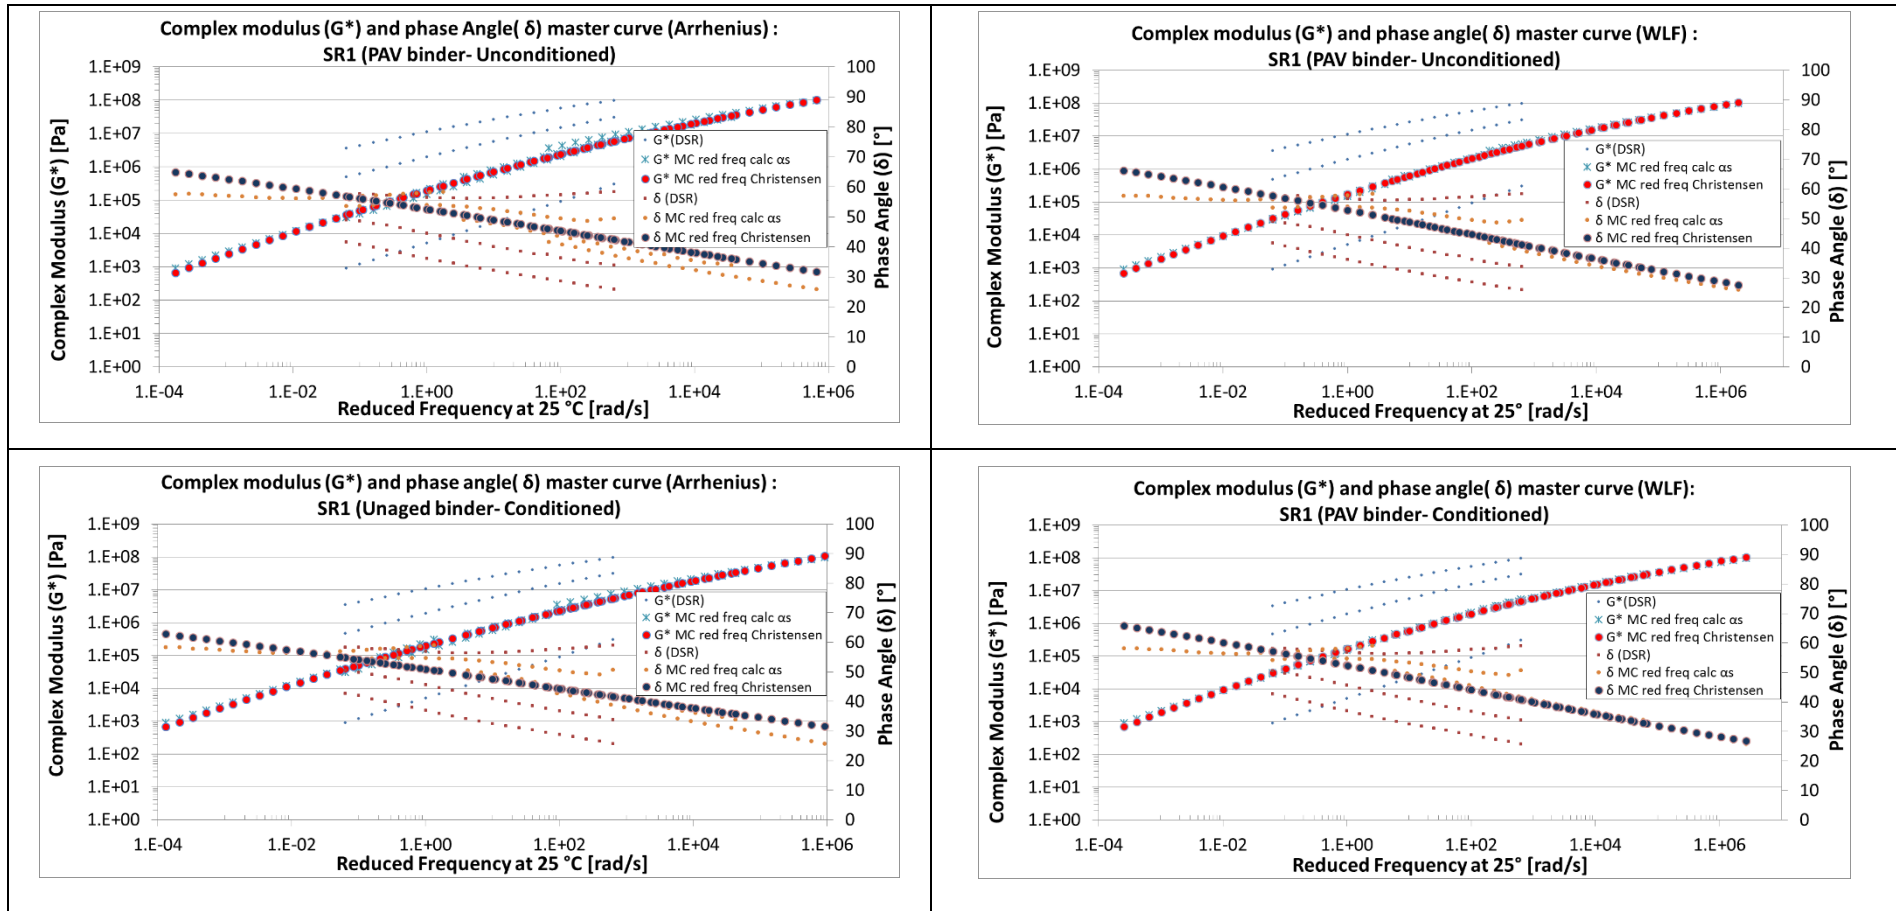 Complex modulus (G*) and phase Angle( δ) master curve (Arrhenius) :
SR1 (PAV binder- Unconditioned)
Complex Modulus (G*) [Pa]
1.E+09
1.E+08
1.E+07
1.E+06
1.E+05
1.E+04
1.E+03
1.E+02
1.E+01
1.E+00
100
90
80
70
60
50
40
30
20
10
0
Phase Angle (δ) [°]
G*(DSR)
G* MC red freq calc αs
G* MC red freq Christensen
δ (DSR)
δ MC red freq calc αs
δ MC red freq Christensen
1.E-04 1.E-02 1.E+00 1.E+02 1.E+04 1.E+06
Reduced Frequency at 25 °C [rad/s]
Complex modulus (G*) and phase angle( δ) master curve (WLF) :
SR1 (PAV binder- Unconditioned)
Complex Modulus (G*) [Pa]
1.E+09
1.E+08
1.E+07
1.E+06
1.E+05
1.E+04
1.E+03
1.E+02
1.E+01
1.E+00
100
90
80
70
60
50
40
30
20
10
0
Phase Angle (δ) [°]
G*(DSR)
G* MC red freq calc αs
G* MC red freq Christensen
δ (DSR)
δ MC red freq calc αs
δ MC red freq Christensen
1.E-04 1.E-02 1.E+00 1.E+02 1.E+04 1.E+06
Reduced Frequency at 25° [rad/s]
Complex modulus (G*) and phase angle( δ) master curve (Arrhenius) :
SR1 (Unaged binder- Conditioned)
Complex Modulus (G*) [Pa]
1.E+09
1.E+08
1.E+07
1.E+06
1.E+05
1.E+04
1.E+03
1.E+02
1.E+01
1.E+00
100
90
80
70
60
50
40
30
20
10
0
Phase Angle (δ) [°]
G*(DSR)
G* MC red freq calc αs
G* MC red freq Christensen
δ (DSR)
δ MC red freq calc αs
δ MC red freq Christensen
1.E-04 1.E-02 1.E+00 1.E+02 1.E+04 1.E+06
Reduced Frequency at 25 °C [rad/s]
Complex modulus (G*) and phase angle( δ) master curve (WLF):
SR1 (PAV binder- Conditioned)
Complex Modulus (G*) [Pa]
1.E+09
1.E+08
1.E+07
1.E+06
1.E+05
1.E+04
1.E+03
1.E+02
1.E+01
1.E+00
100
90
80
70
60
50
40
30
20
10
0
Phase Angle (δ) [°]
G*(DSR)
G* MC red freq calc αs
G* MC red freq Christensen
δ (DSR)
δ MC red freq calc αs
δ MC red freq Christensen
1.E-04 1.E-02 1.E+00 1.E+02 1.E+04 1.E+06
Reduced Frequency at 25° [rad/s]